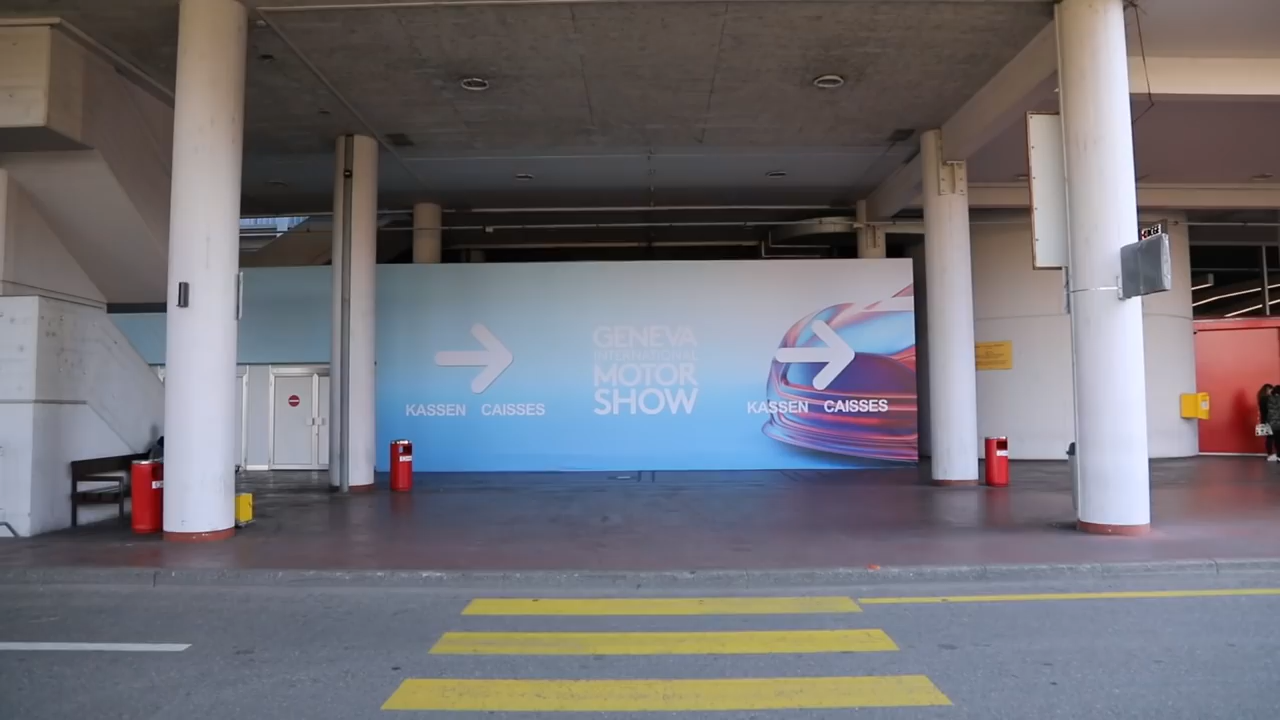 GENEVA
INTERNATIONAL
MOTOR
SHOW
KASSEN CAISSES
KASSEN CAISSES